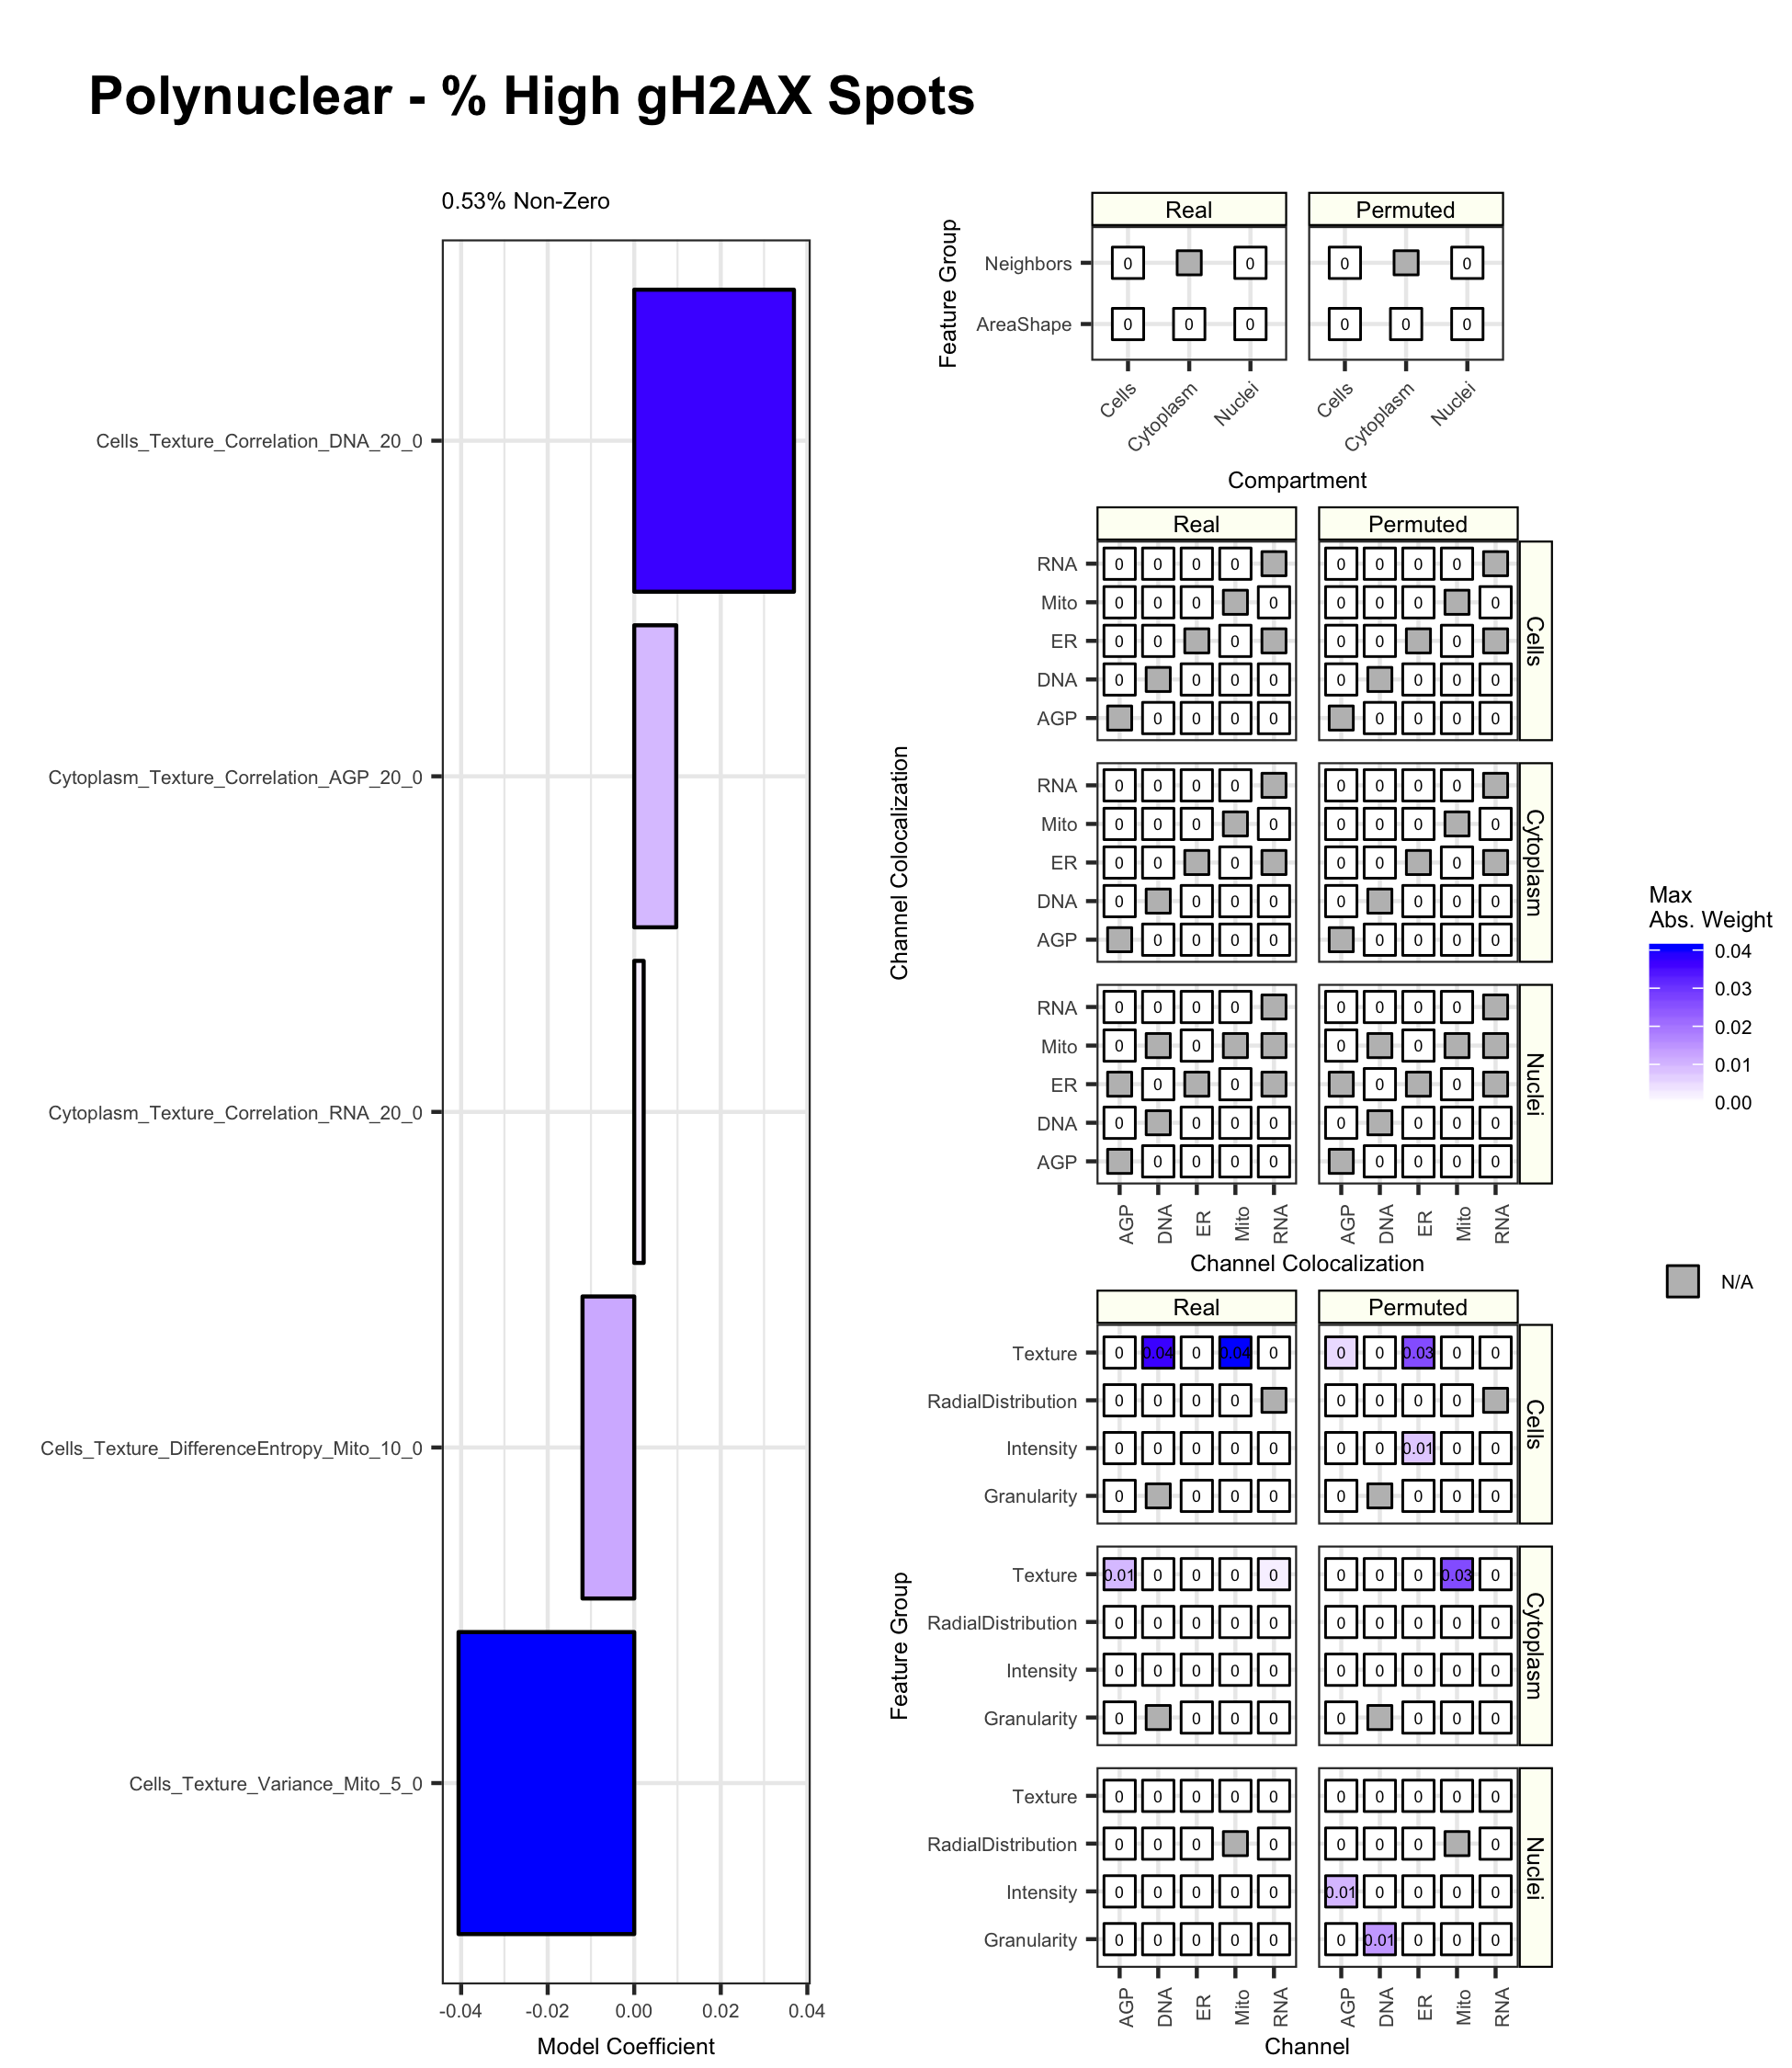 Polynuclear - % High gH2AX Spots
0.53% Non-Zero
Cells_Texture_Correlation_DNA_20_0
Cytoplasm_Texture_Correlation_AGP_20_0
Cytoplasm_Texture_Correlation_RNA_20_0
Cells_Texture_DifferenceEntropy_Mito_10_0
Cells_Texture_Variance_Mito_5_0
-0.04 -0.02 0.00 0.02 0.04
Model Coefficient
Feature Group
Real Permuted
Neighbors 0 0 0 0
AreaShape 0 0 0 0 0 0
Cells Cytoplasm Nuclei Cells Cytoplasm Nuclei
Compartment
Channel Colocalization
Real Permuted
Cells
RNA 0 0 0 0 0 0 0 0
Mito 0 0 0 0 0 0 0 0
ER 0 0 0 0 0 0
DNA 0 0 0 0 0 0 0 0
AGP 0 0 0 0 0 0 0 0
Cytoplasm
RNA 0 0 0 0 0 0 0 0
Mito 0 0 0 0 0 0 0 0
ER 0 0 0 0 0 0
DNA 0 0 0 0 0 0 0 0
AGP 0 0 0 0 0 0 0 0
Nuclei
RNA 0 0 0 0 0 0 0 0
Mito 0 0 0 0
ER 0 0 0 0
DNA 0 0 0 0 0 0 0 0
AGP 0 0 0 0 0 0 0 0
AGP DNA ER Mito RNA AGP DNA ER Mito RNA
Channel Colocalization
Feature Group
Real Permuted
Cells
Texture 0 0.04 0 0.04 0 0 0 0.03 0 0
RadialDistribution 0 0 0 0 0 0 0 0
Intensity 0 0 0 0 0 0 0 0.01 0 0
Granularity 0 0 0 0 0 0 0 0
Cytoplasm
Texture 0.01 0 0 0 0 0 0 0 0.03 0
RadialDistribution 0 0 0 0 0 0 0 0 0 0
Intensity 0 0 0 0 0 0 0 0 0 0
Granularity 0 0 0 0 0 0 0 0
Nuclei
Texture 0 0 0 0 0 0 0 0 0 0
RadialDistribution 0 0 0 0 0 0 0 0
Intensity 0 0 0 0 0 0.01 0 0 0 0
Granularity 0 0 0 0 0 0 0.01 0 0 0
AGP DNA ER Mito RNA AGP DNA ER Mito RNA
Channel
Max
Abs. Weight
0.04
0.03
0.02
0.01
0.00
N/A